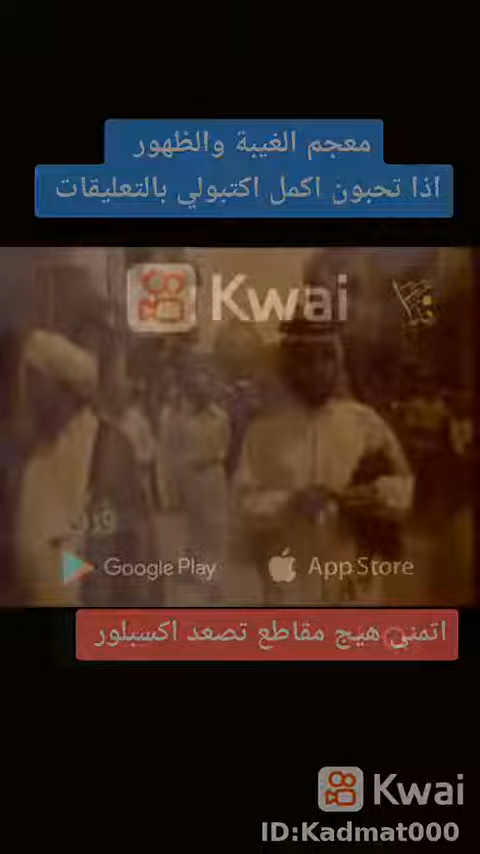 معجم الغيبة والظهور
اذا تحبون اكمل اكتبولي بالتعليقات
Kwai
Google Play
App Store
اتمنى هيج مقاطع تصعد اكسبلور
Kwai
ID:Kadmat000